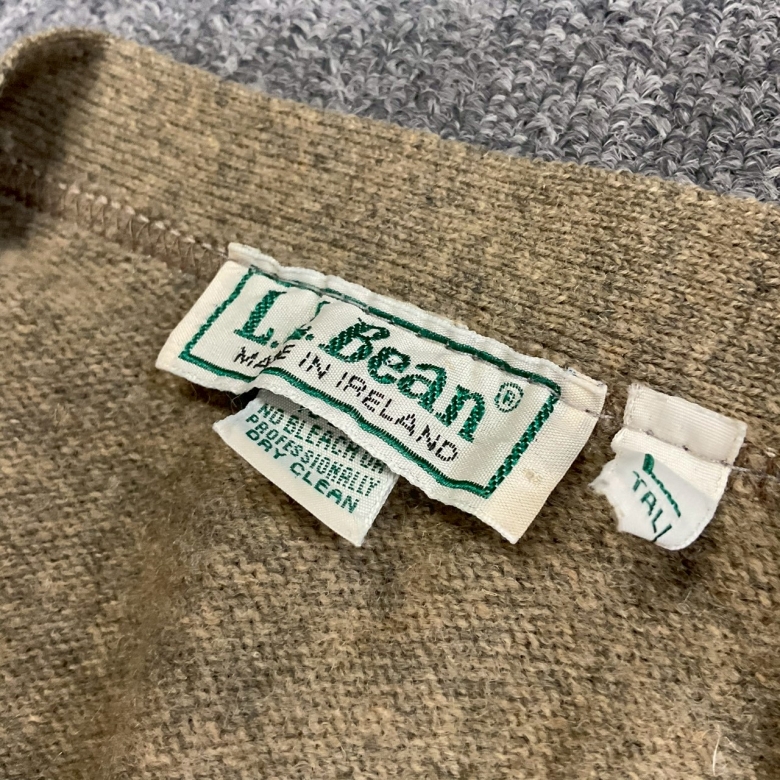 L.L. Bean®
MADE IN IRELAND
NO BLEACH OR
PROFESSIONALLY
DRY CLEAN
L
TALL